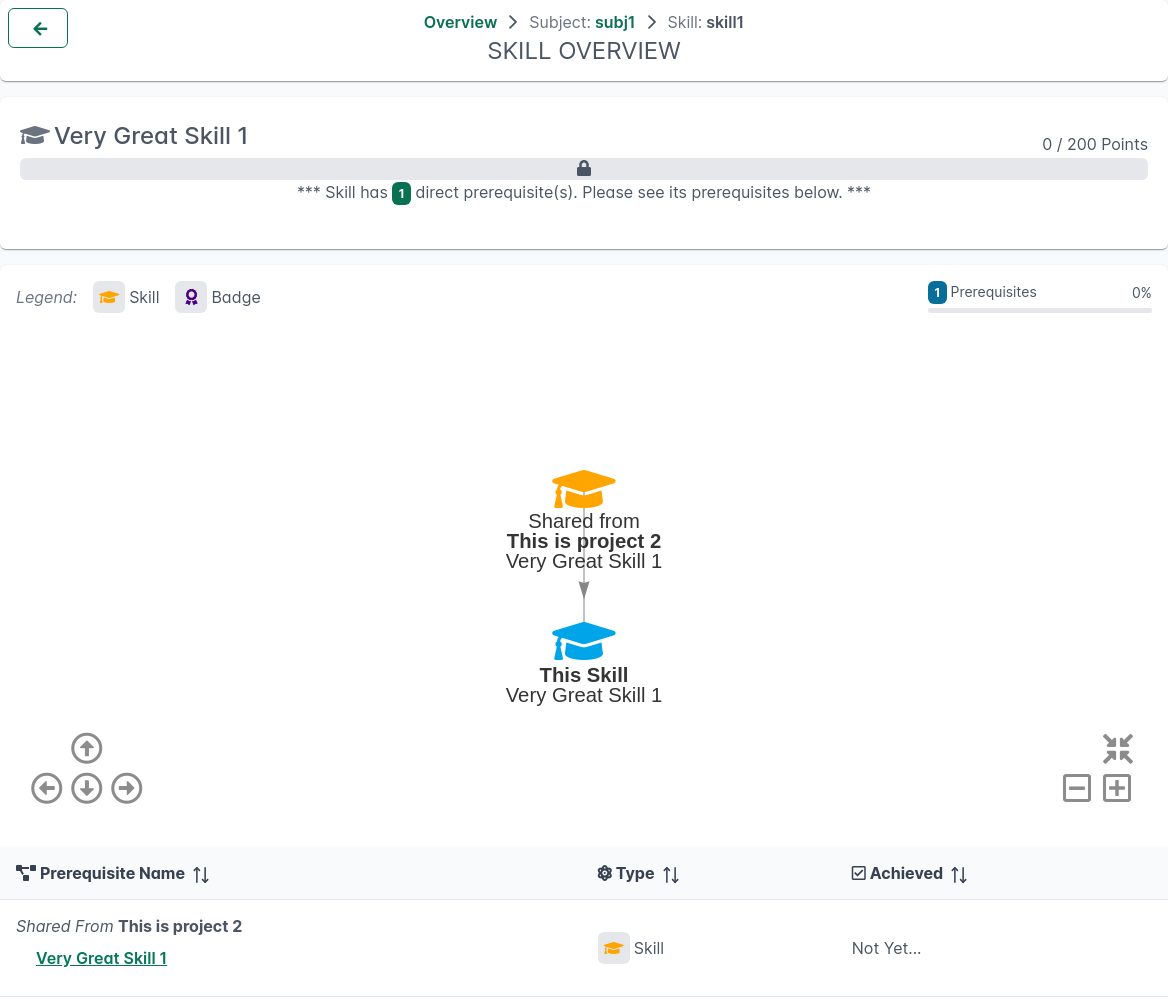 Overview > Subject: subj1 > Skill: skill1
SKILL OVERVIEW
Very Great Skill 1
0 / 200 Points
*** Skill has 1 direct prerequisite(s). Please see its prerequisites below. ***
Legend: Skill Badge
1 Prerequisites 0%
Shared from
This is project 2
Very Great Skill 1
This Skill
Very Great Skill 1
Prerequisite Name Type Achieved
Shared From This is project 2
Very Great Skill 1
Skill
Not Yet...